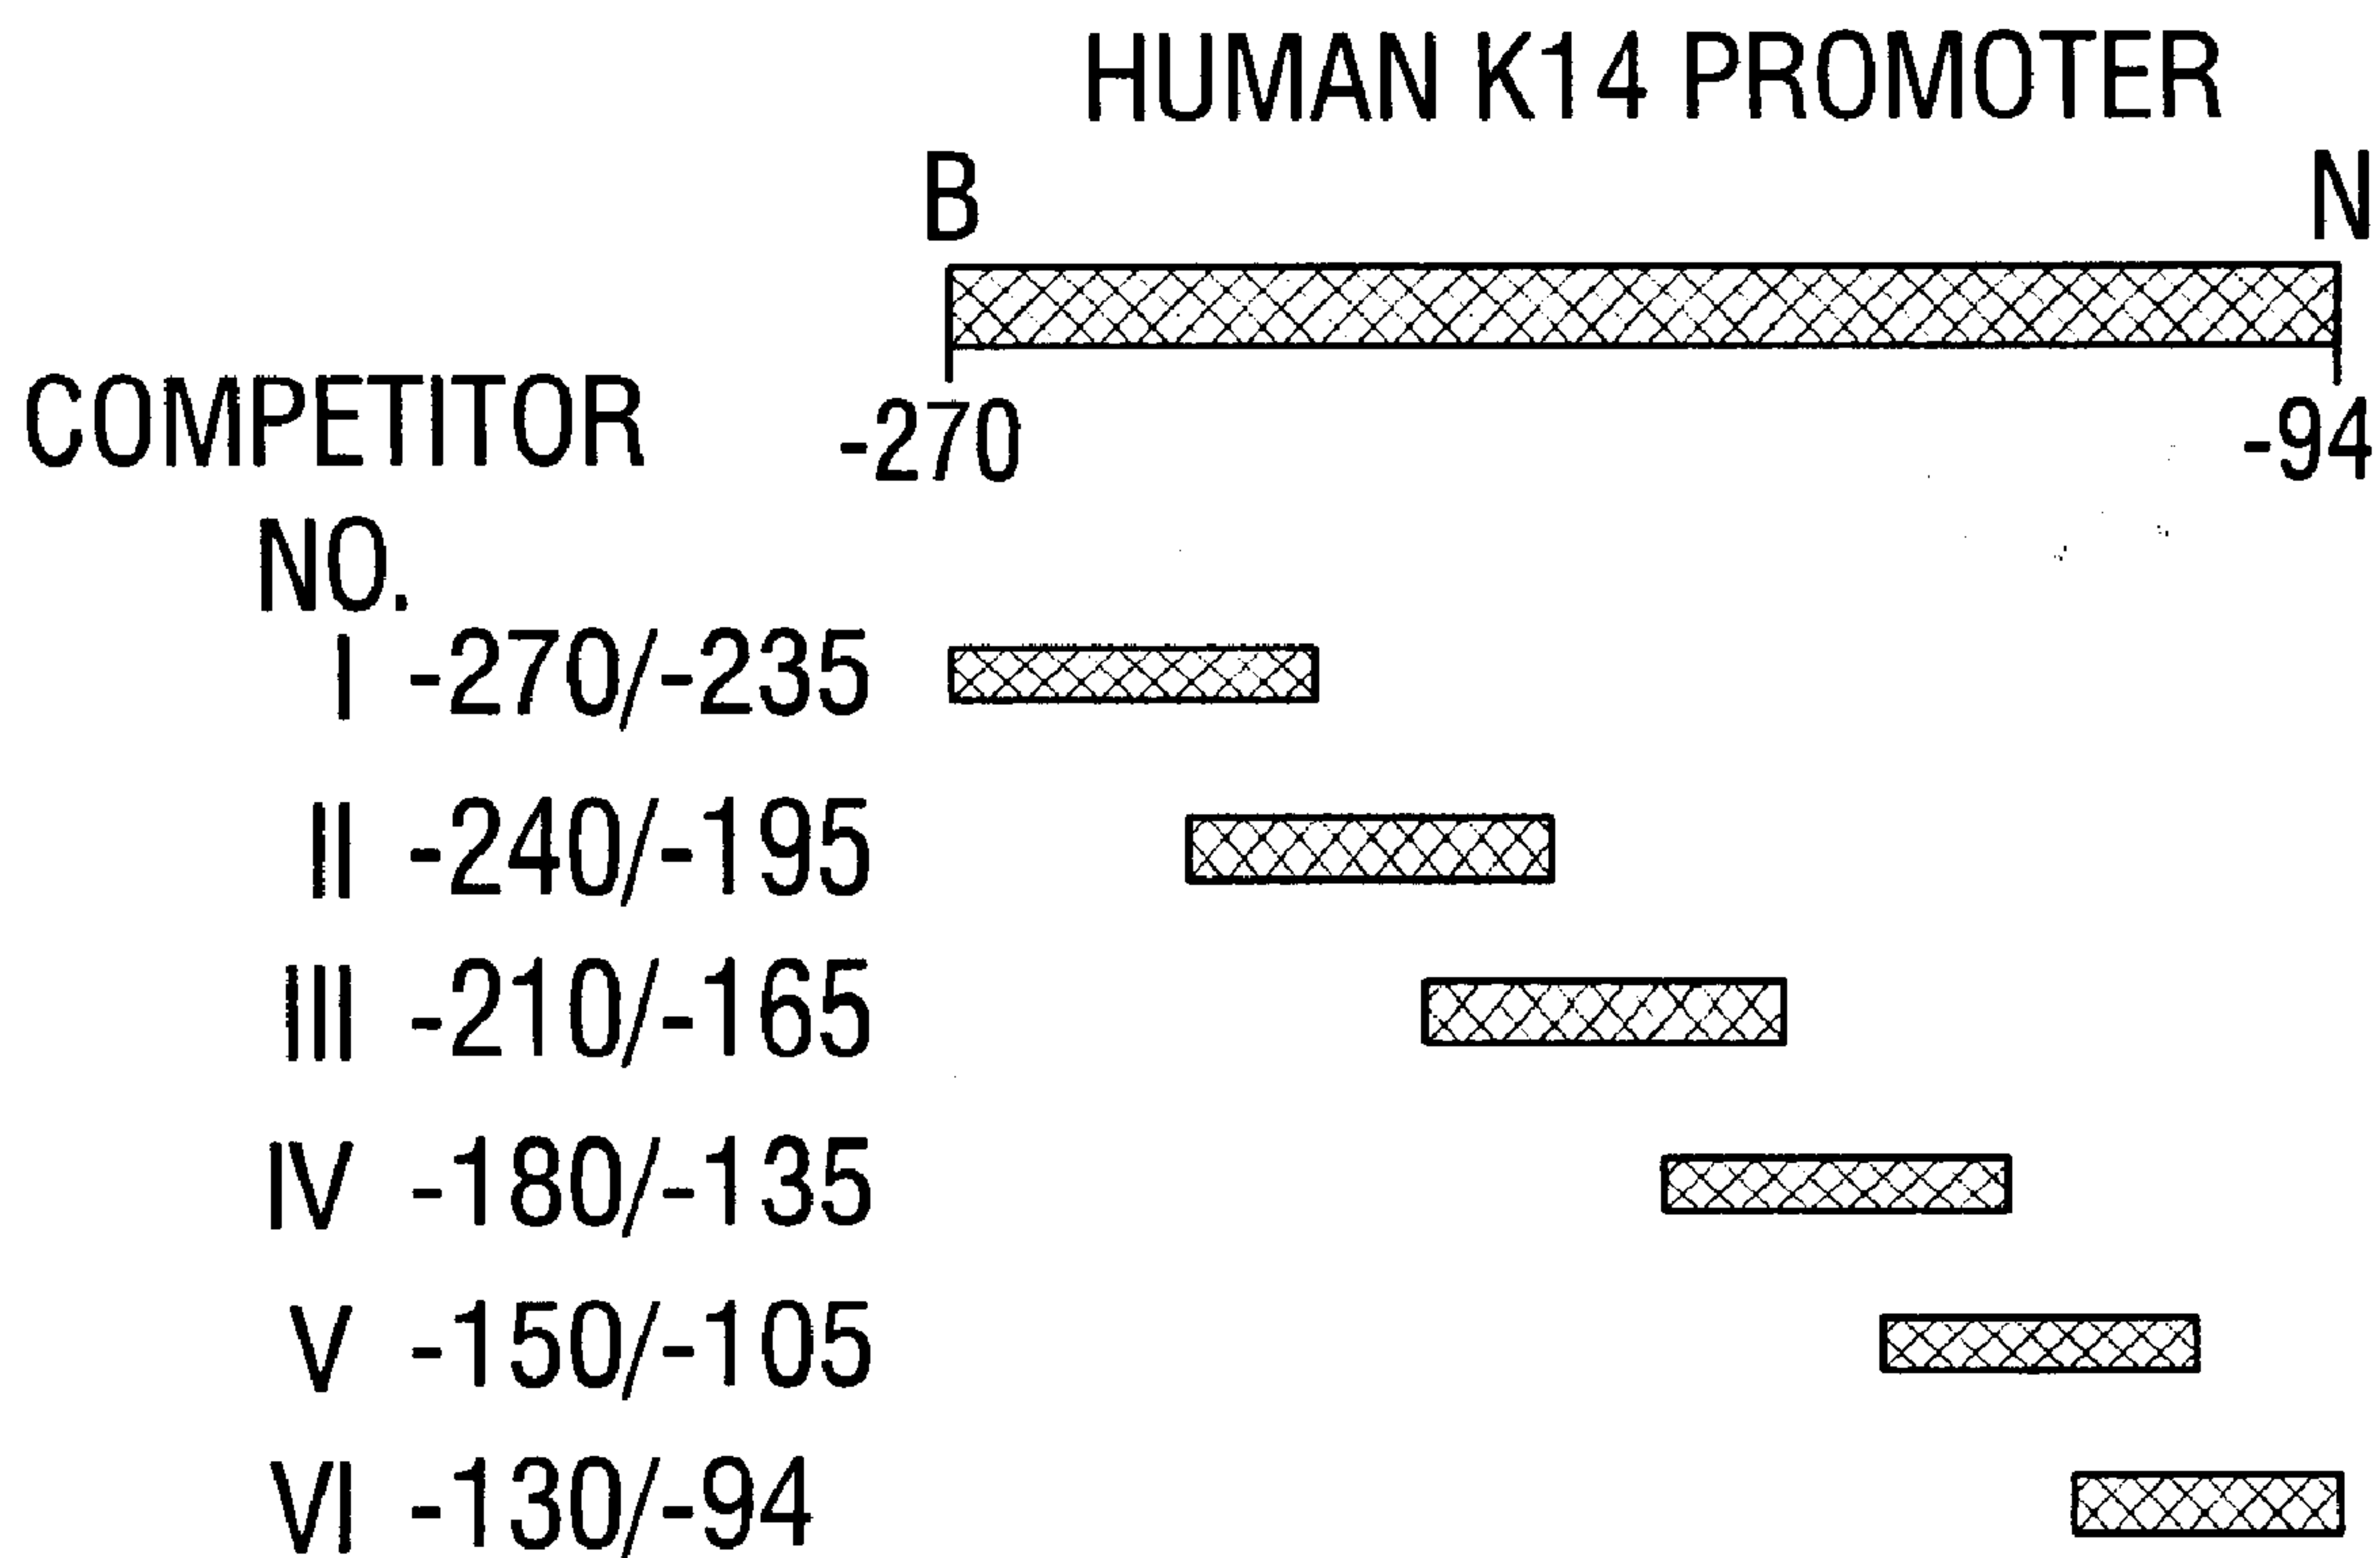 HUMAN K14 PROMOTER
B N
COMPETITOR -270 -94
NO.
I -270/-235
II -240/-195
III -210/-165
IV -180/-135
V -150/-105
VI -130/-94